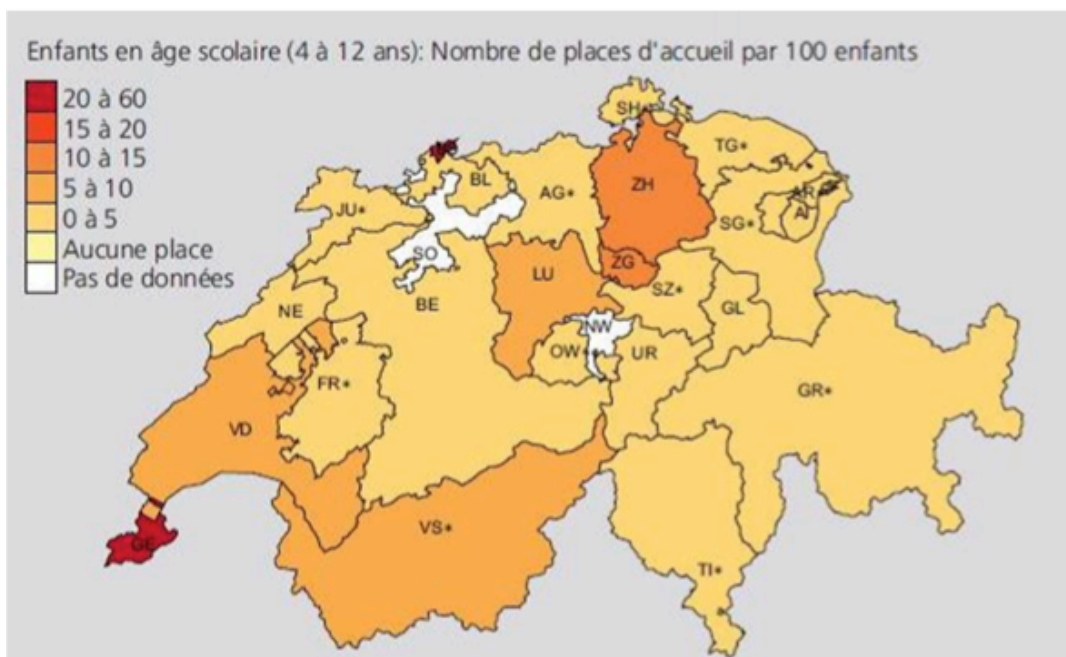 Enfants en âge scolaire (4 à 12 ans): Nombre de places d'accueil par 100 enfants
20 à 60
15 à 20
10 à 15
5 à 10
0 à 5
Aucune place
Pas de données
SH*
TG*
BL
AG*
ZH
AR
AI
JU*
SG*
SO
ZG
LU
SZ*
NE
BE
GL
NW
OW*
UR
FR*
GR*
VD
VS*
GE
TI*